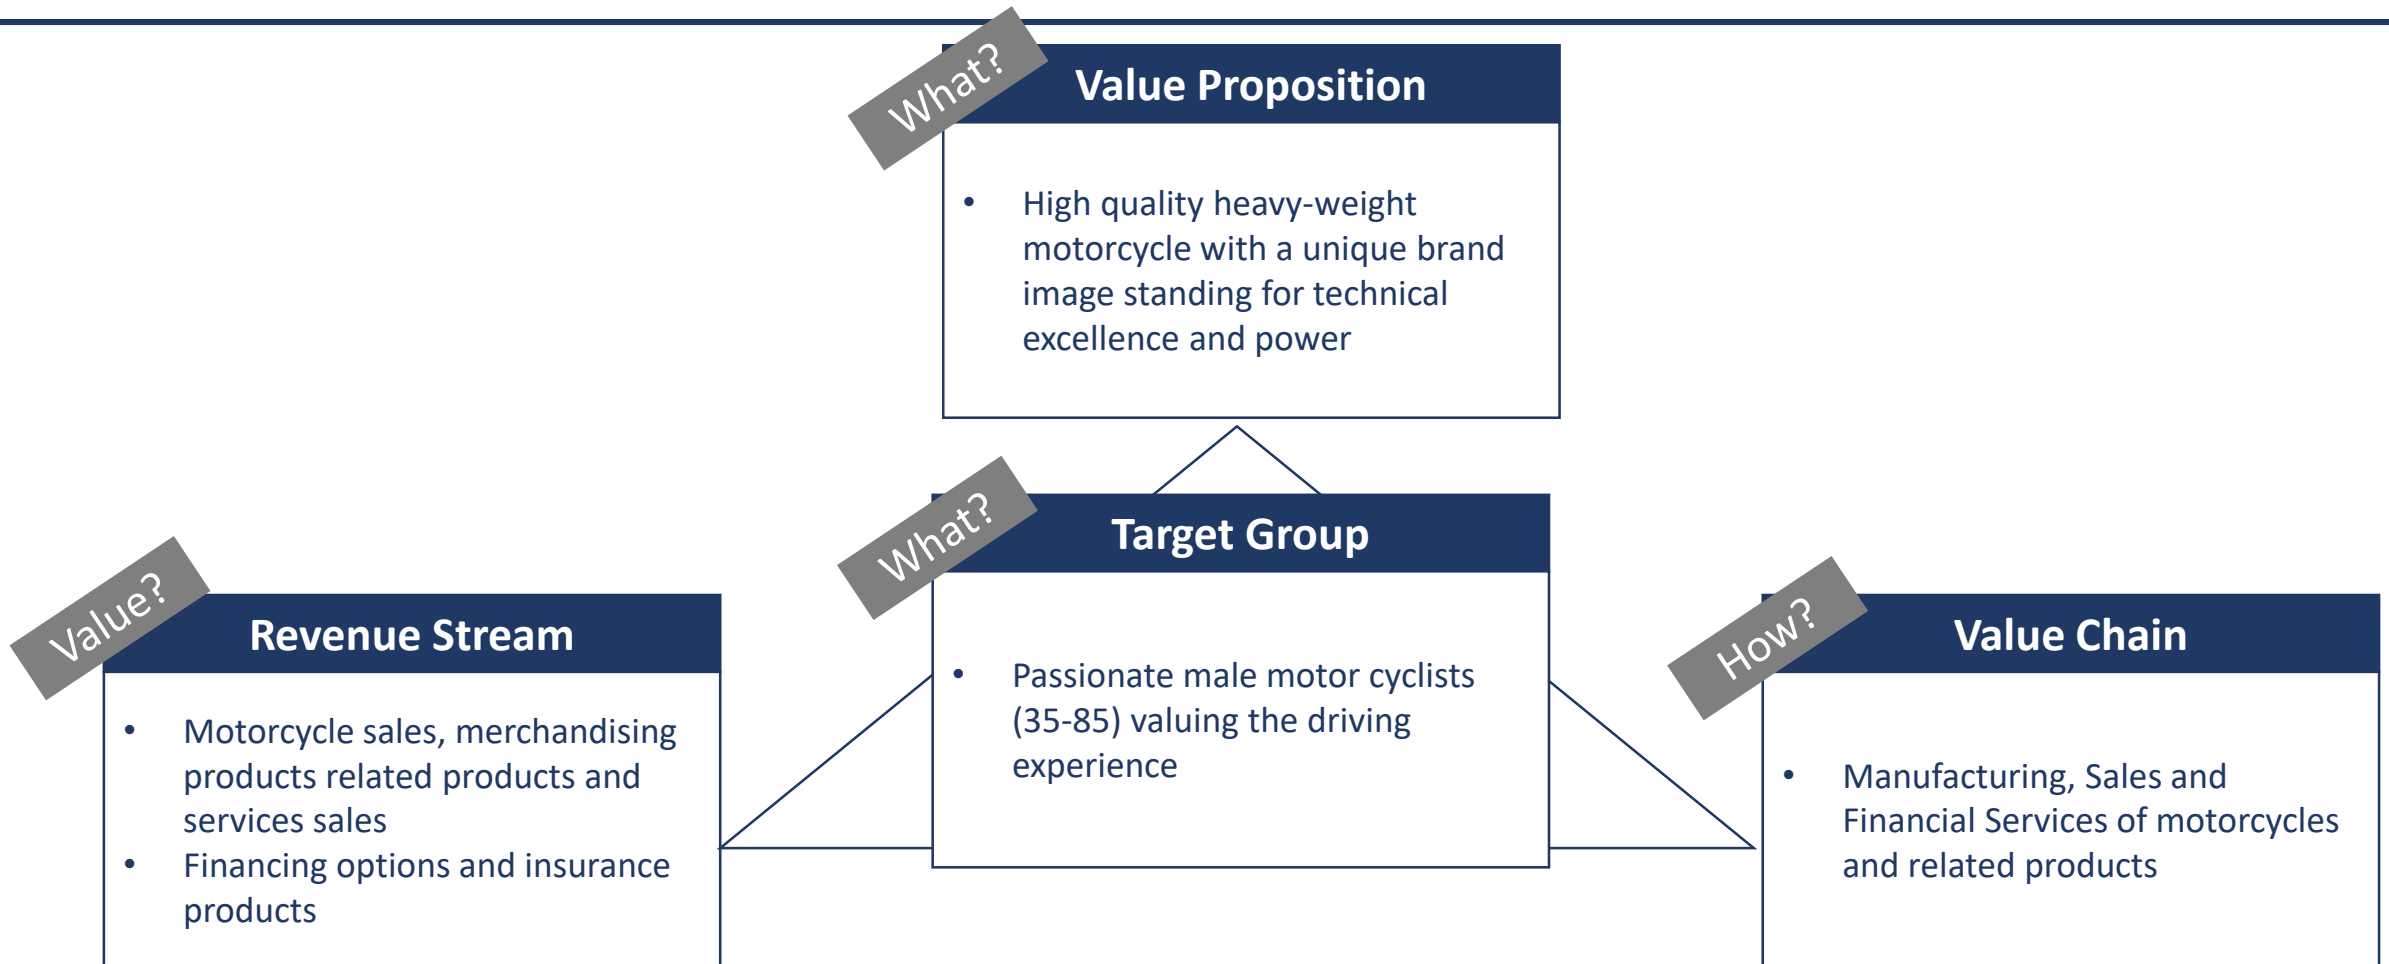 What?
Value Proposition
• High quality heavy-weight
motorcycle with a unique brand
image standing for technical
excellence and power
What?
Target Group
• Passionate male motor cyclists
(35-85) valuing the driving
experience
Value?
Revenue Stream
• Motorcycle sales, merchandising
products related products and
services sales
• Financing options and insurance
products
How?
Value Chain
• Manufacturing, Sales and
Financial Services of motorcycles
and related products